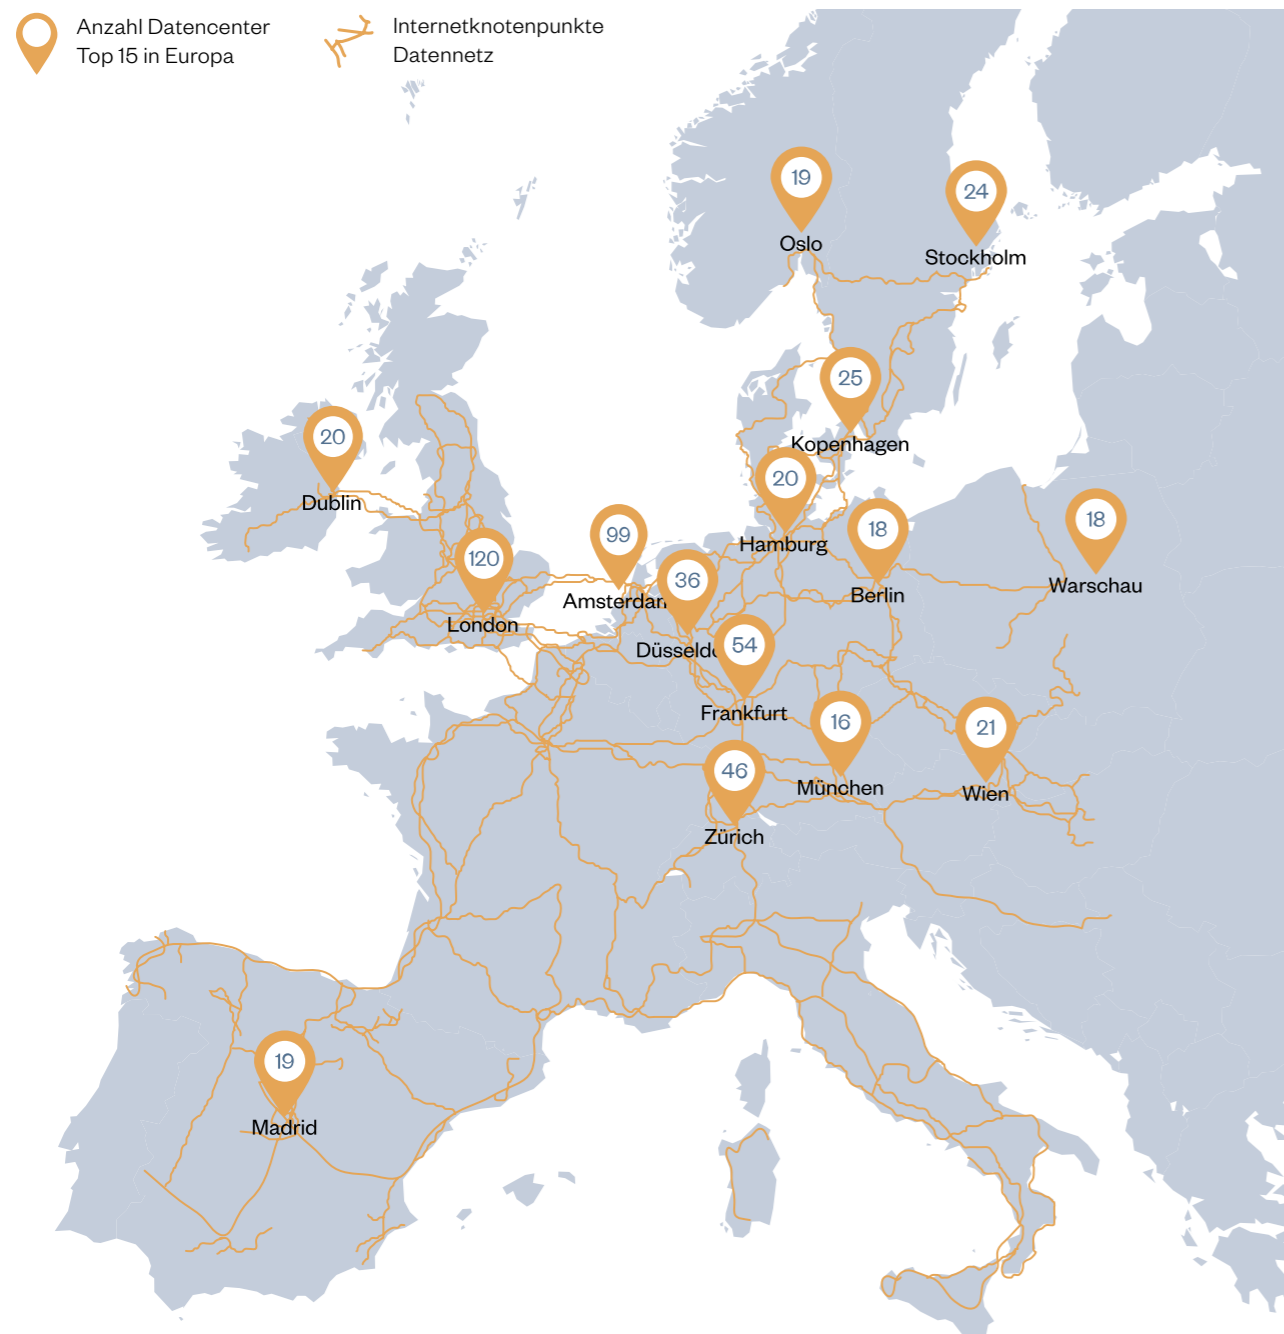 Anzahl Datencenter
Top 15 in Europa
Internetknotenpunkte
Datennetz
19
Oslo
24
Stockholm
25
Kopenhagen
20
Dublin
20
Hamburg
18
Berlin
18
Warschau
99
Amsterdam
120
London
36
Düsseldo
54
Frankfurt
16
München
21
Wien
46
Zürich
19
Madrid